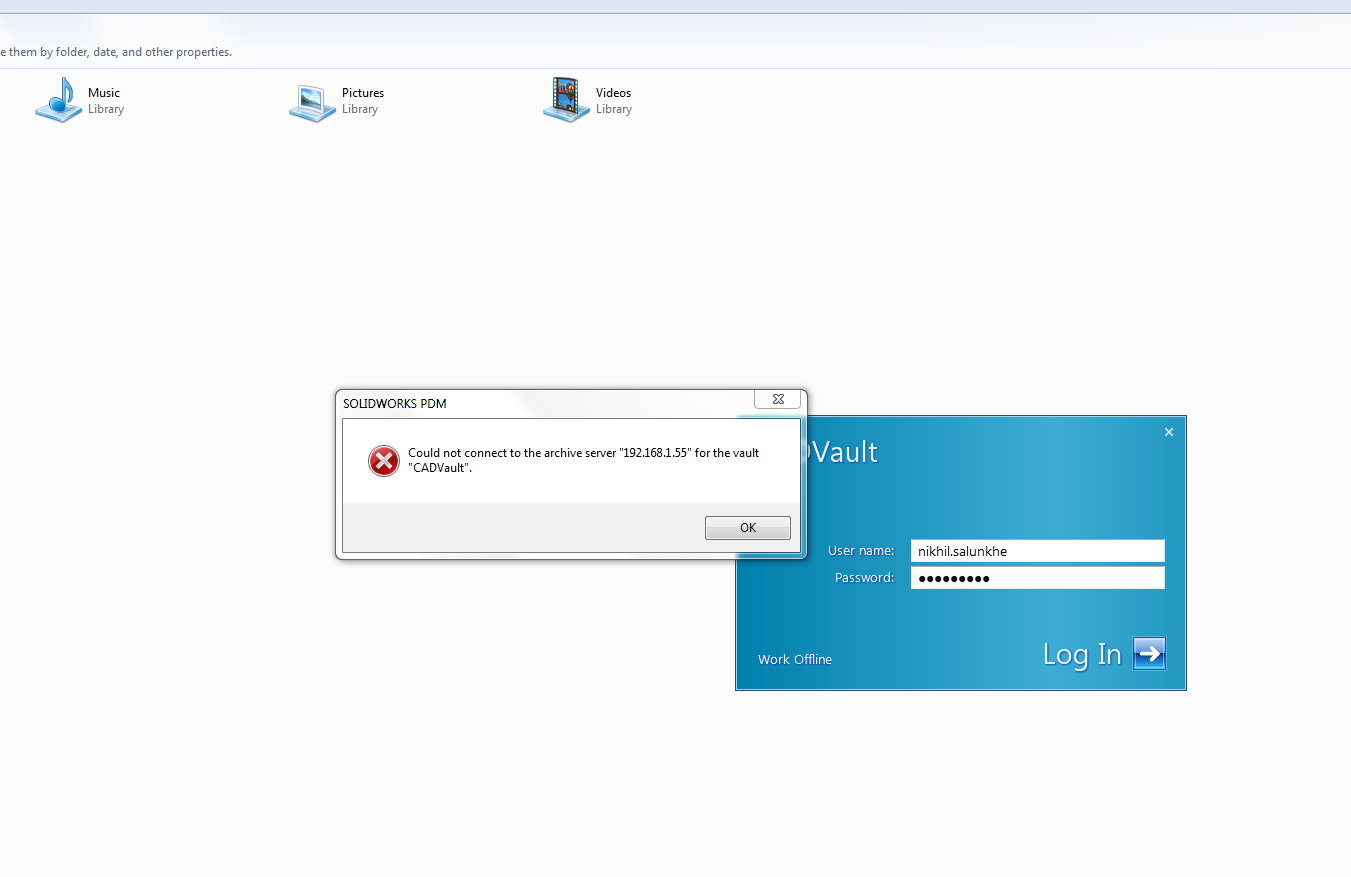 e them by folder, date, and other properties.
Music
Library
Pictures
Library
Videos
Library
SOLIDWORKS PDM
Could not connect to the archive server "192.168.1.55" for the vault
"CADVault".
OK
Vault
User name:
nikhil.salunkhe
Password:
●●●●●●●●●
Work Offline
Log In